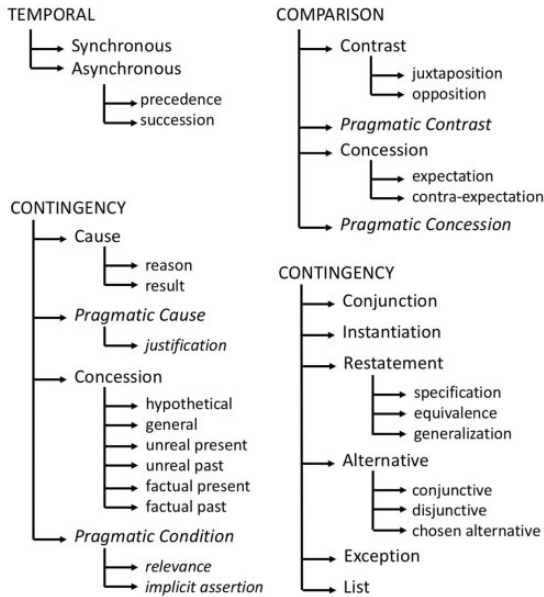 TEMPORAL
Synchronous
Asynchronous
precedence
succession
CONTINGENCY
Cause
reason
result
Pragmatic Cause
justification
Concession
hypothetical
general
unreal present
unreal past
factual present
factual past
Pragmatic Condition
relevance
implicit assertion
COMPARISON
Contrast
juxtaposition
opposition
Pragmatic Contrast
Concession
expectation
contra-expectation
Pragmatic Concession
CONTINGENCY
Conjunction
Instantiation
Restatement
specification
equivalence
generalization
Alternative
conjunctive
disjunctive
chosen alternative
Exception
List